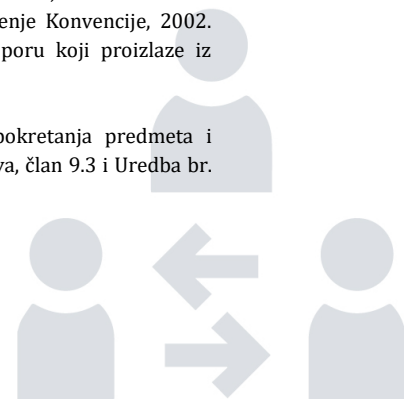 enje Konvencije, 2002.
poru koji proizlaze iz
pokretanja predmeta i
va, član 9.3 i Uredba br.